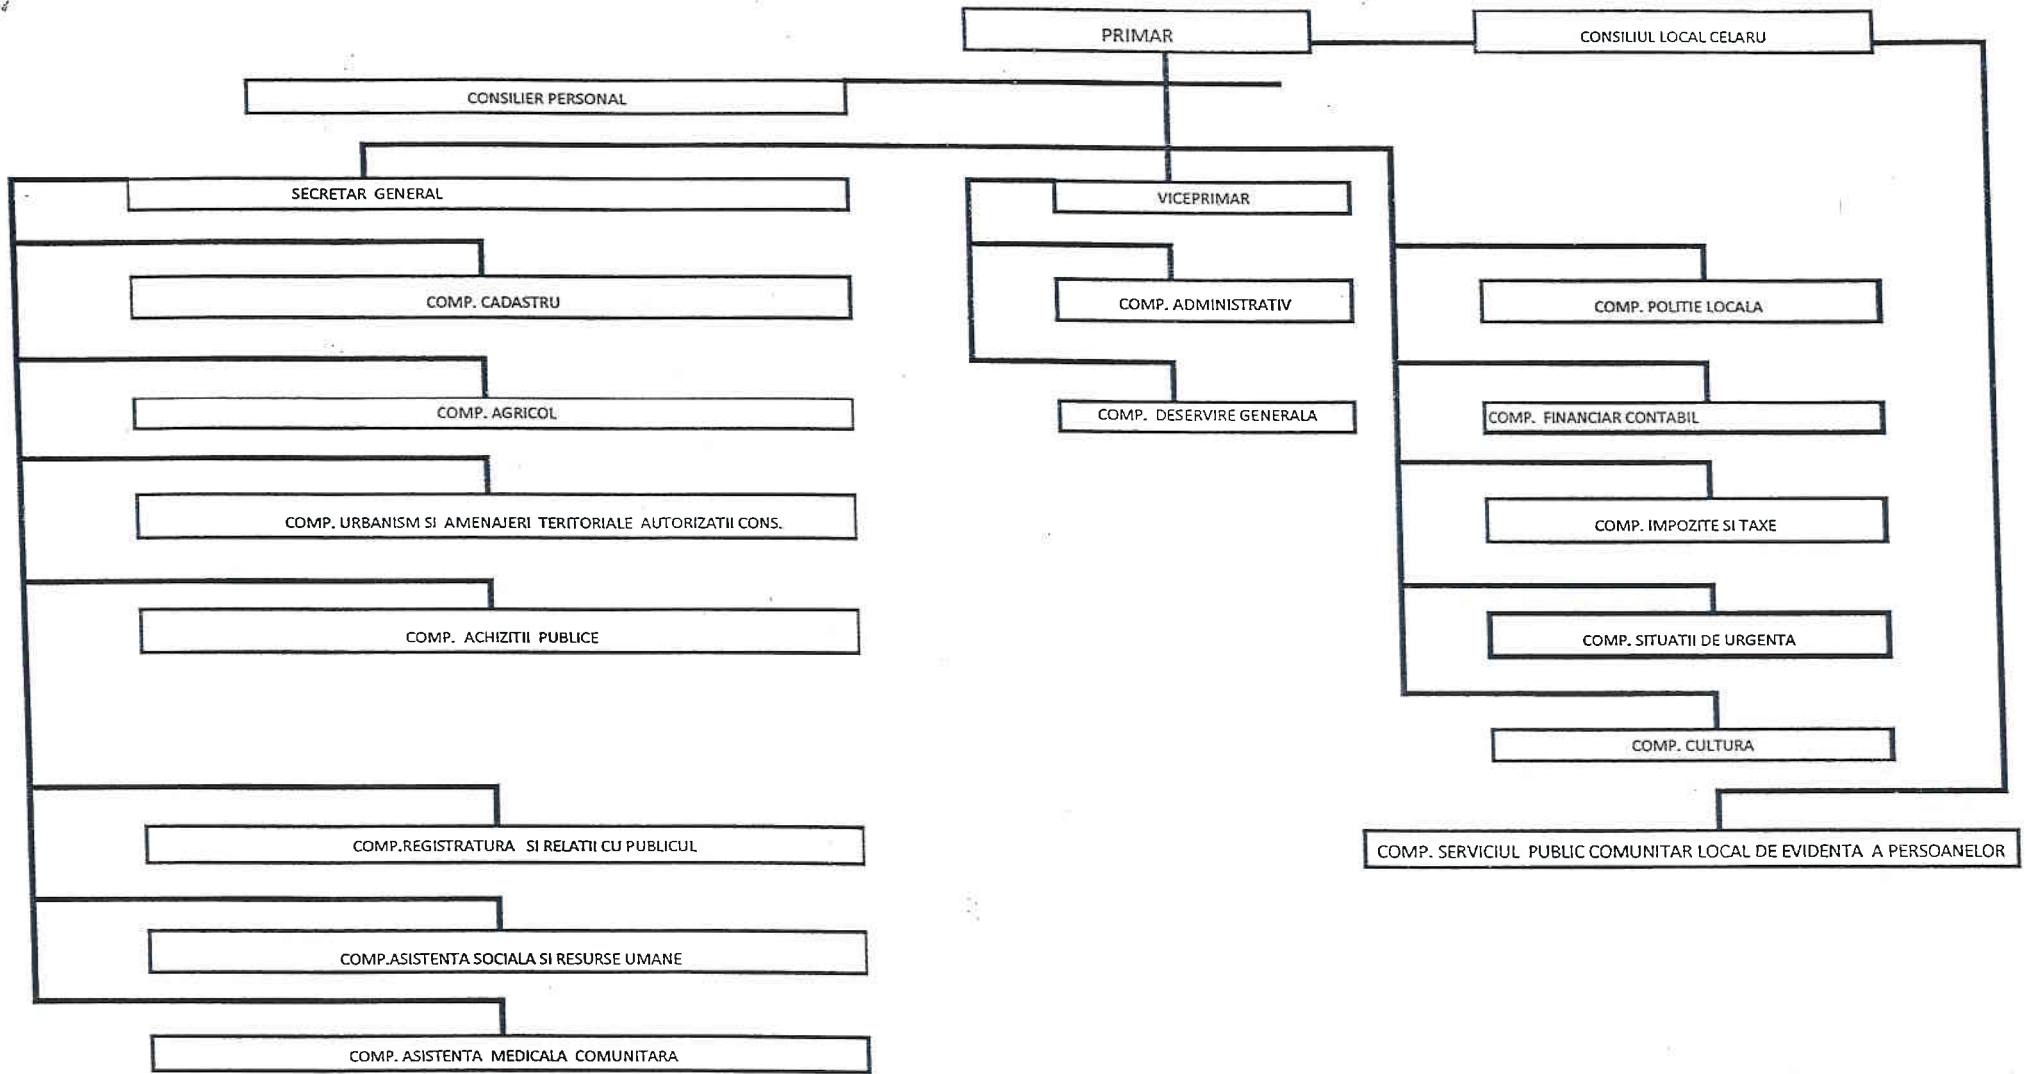 PRIMAR
CONSILIUL LOCAL CELARU
CONSILIER PERSONAL
SECRETAR GENERAL
VICEPRIMAR
COMP. CADASTRU
COMP. ADMINISTRATIV
COMP. POLITIE LOCALA
COMP. AGRICOL
COMP. DESERVIRE GENERALA
COMP. FINANCIAR CONTABIL
COMP. URBANISM SI AMENAJERI TERITORIALE AUTORIZATII CONS.
COMP. IMPOZITE SI TAXE
COMP. ACHIZITII PUBLICE
COMP. SITUATII DE URGENTA
COMP. CULTURA
COMP.REGISTRATURA SI RELATII CU PUBLICUL
COMP. SERVICIUL PUBLIC COMUNITAR LOCAL DE EVIDENTA A PERSOANELOR
COMP.ASISTENTA SOCIALA SI RESURSE UMANE
COMP. ASISTENTA MEDICALA COMUNITARA